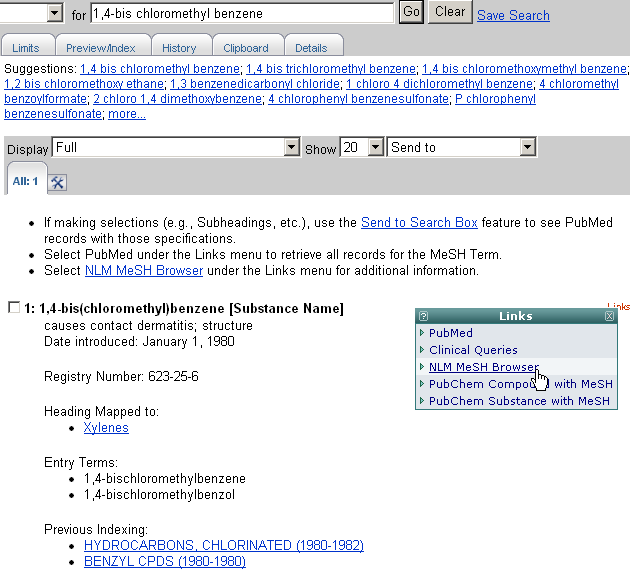 for 1,4-bis chloromethyl benzene Go Clear Save Search
Limits Preview/Index History Clipboard Details
Suggestions: 1,4 bis chloromethyl benzene; 1,4 bis trichloromethyl benzene; 1,4 bis chloromethoxymethyl benzene;
1,2 bis chloromethoxy ethane; 1,3 benzenedicarbonyl chloride; 1 chloro 4 dichloromethyl benzene; 4 chloromethyl
benzoylformate; 2 chloro 1,4 dimethoxybenzene; 4 chlorophenyl benzenesulfonate; P chlorophenyl
benzenesulfonate; more...
Display Full Show 20 Send to
All: 1
If making selections (e.g., Subheadings, etc.), use the Send to Search Box feature to see PubMed
records with those specifications.
Select PubMed under the Links menu to retrieve all records for the MeSH Term.
Select NLM MeSH Browser under the Links menu for additional information.
1: 1,4-bis(chloromethyl)benzene [Substance Name]
Links
causes contact dermatitis; structure
Date introduced: January 1, 1980
Registry Number: 623-25-6
Heading Mapped to:
Xylenes
Entry Terms:
1,4-bischloromethylbenzene
1,4-bischloromethylbenzol
Previous Indexing:
HYDROCARBONS, CHLORINATED (1980-1982)
BENZYL CPDS (1980-1980)
? Links
PubMed
Clinical Queries
NLM MeSH Browser
PubChem Compound with MeSH
PubChem Substance with MeSH